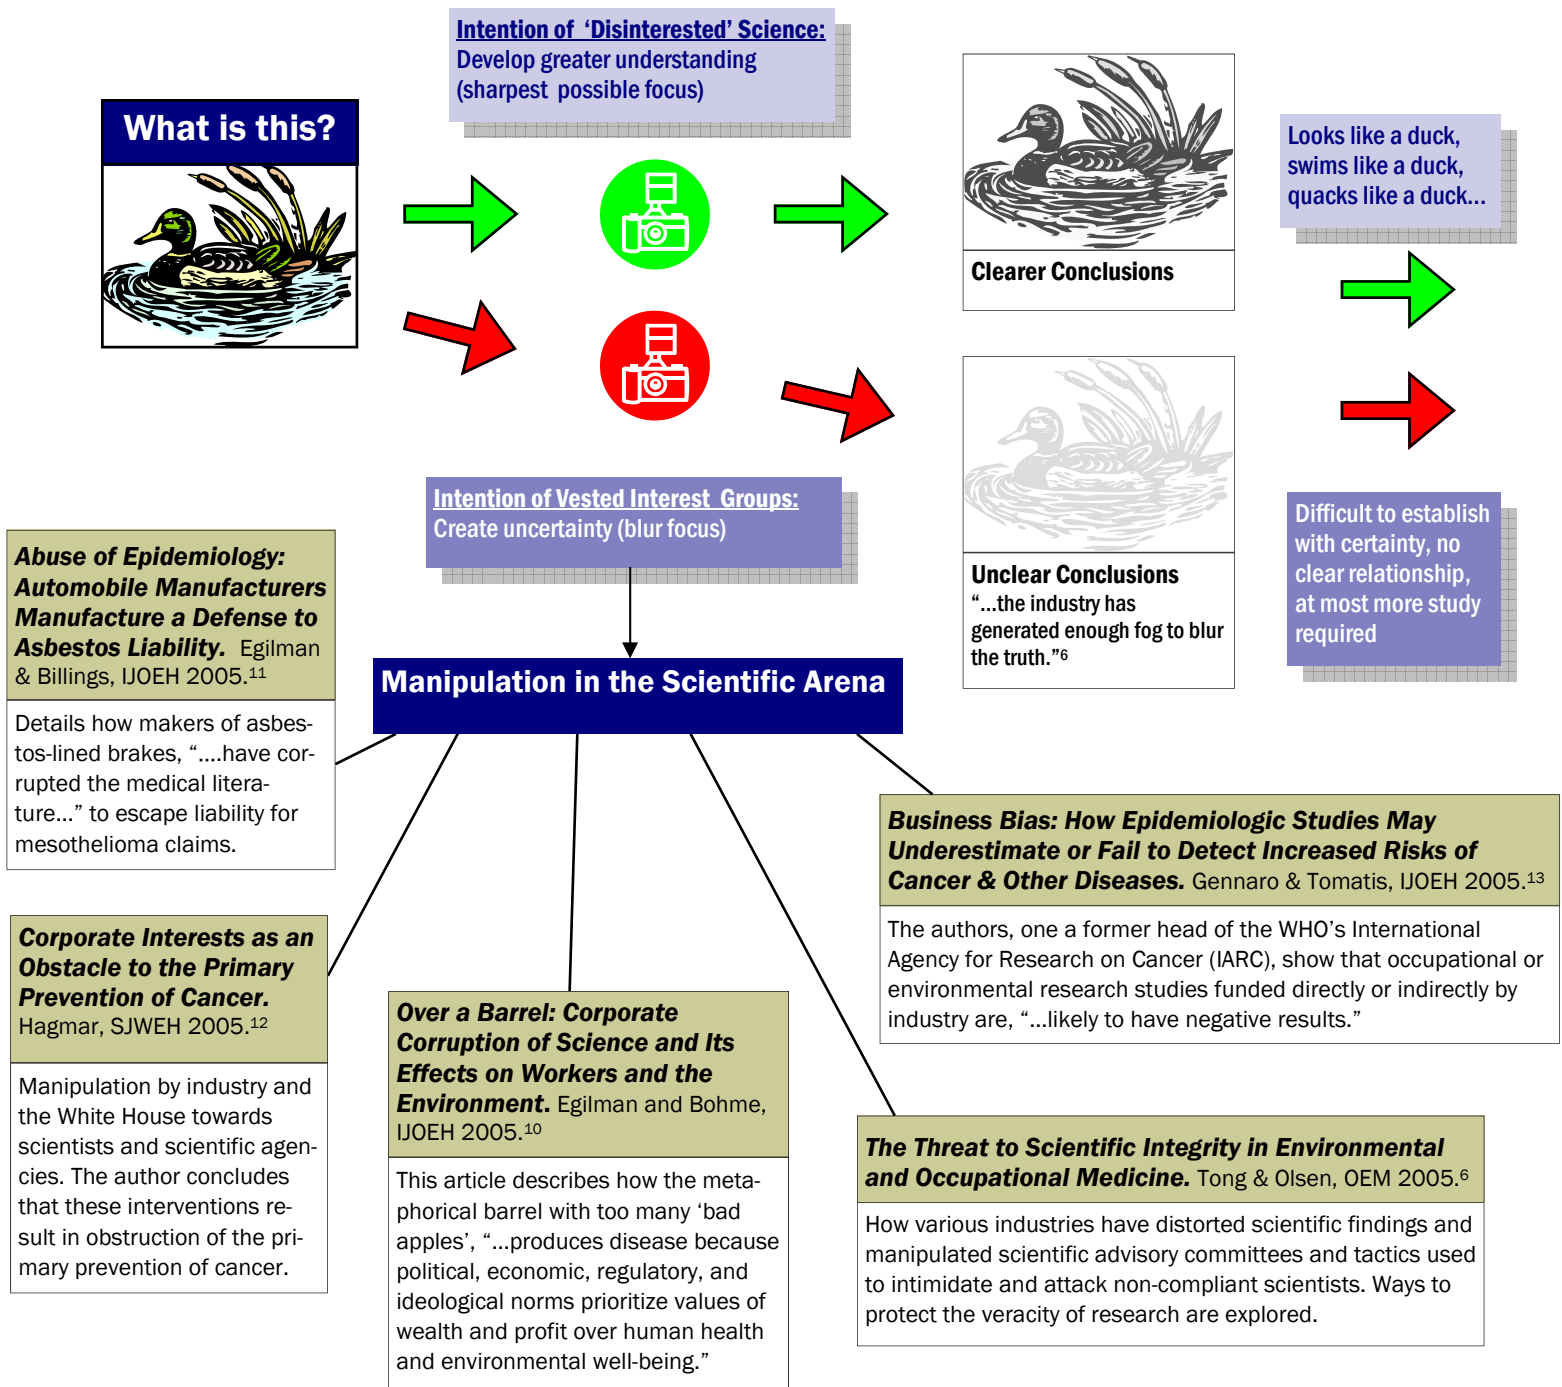 Intention of ‘Disinterested’ Science:
Develop greater understanding
(sharpest possible focus)
What is this?
Looks like a duck,
swims like a duck,
quacks like a duck...
Clearer Conclusions
Intention of Vested Interest Groups:
Create uncertainty (blur focus)
Unclear Conclusions
“...the industry has
generated enough fog to blur
the truth.”⁶
Difficult to establish
with certainty, no
clear relationship,
at most more study
required
Manipulation in the Scientific Arena
Abuse of Epidemiology:
Automobile Manufacturers
Manufacture a Defense to
Asbestos Liability. Egilman
& Billings, IJOEH 2005.¹¹
Details how makers of asbes-
tos-lined brakes, “....have cor-
rupted the medical litera-
ture...” to escape liability for
mesothelioma claims.
Corporate Interests as an
Obstacle to the Primary
Prevention of Cancer.
Hagmar, SJWEH 2005.¹²
Manipulation by industry and
the White House towards
scientists and scientific agen-
cies. The author concludes
that these interventions re-
sult in obstruction of the pri-
mary prevention of cancer.
Over a Barrel: Corporate
Corruption of Science and Its
Effects on Workers and the
Environment. Egilman and Bohme,
IJOEH 2005.¹⁰
This article describes how the meta-
phorical barrel with too many ‘bad
apples’, “...produces disease because
political, economic, regulatory, and
ideological norms prioritize values of
wealth and profit over human health
and environmental well-being.”
Business Bias: How Epidemiologic Studies May
Underestimate or Fail to Detect Increased Risks of
Cancer & Other Diseases. Gennaro & Tomatis, IJOEH 2005.¹³
The authors, one a former head of the WHO’s International
Agency for Research on Cancer (IARC), show that occupational or
environmental research studies funded directly or indirectly by
industry are, “...likely to have negative results.”
The Threat to Scientific Integrity in Environmental
and Occupational Medicine. Tong & Olsen, OEM 2005.⁶
How various industries have distorted scientific findings and
manipulated scientific advisory committees and tactics used
to intimidate and attack non-compliant scientists. Ways to
protect the veracity of research are explored.